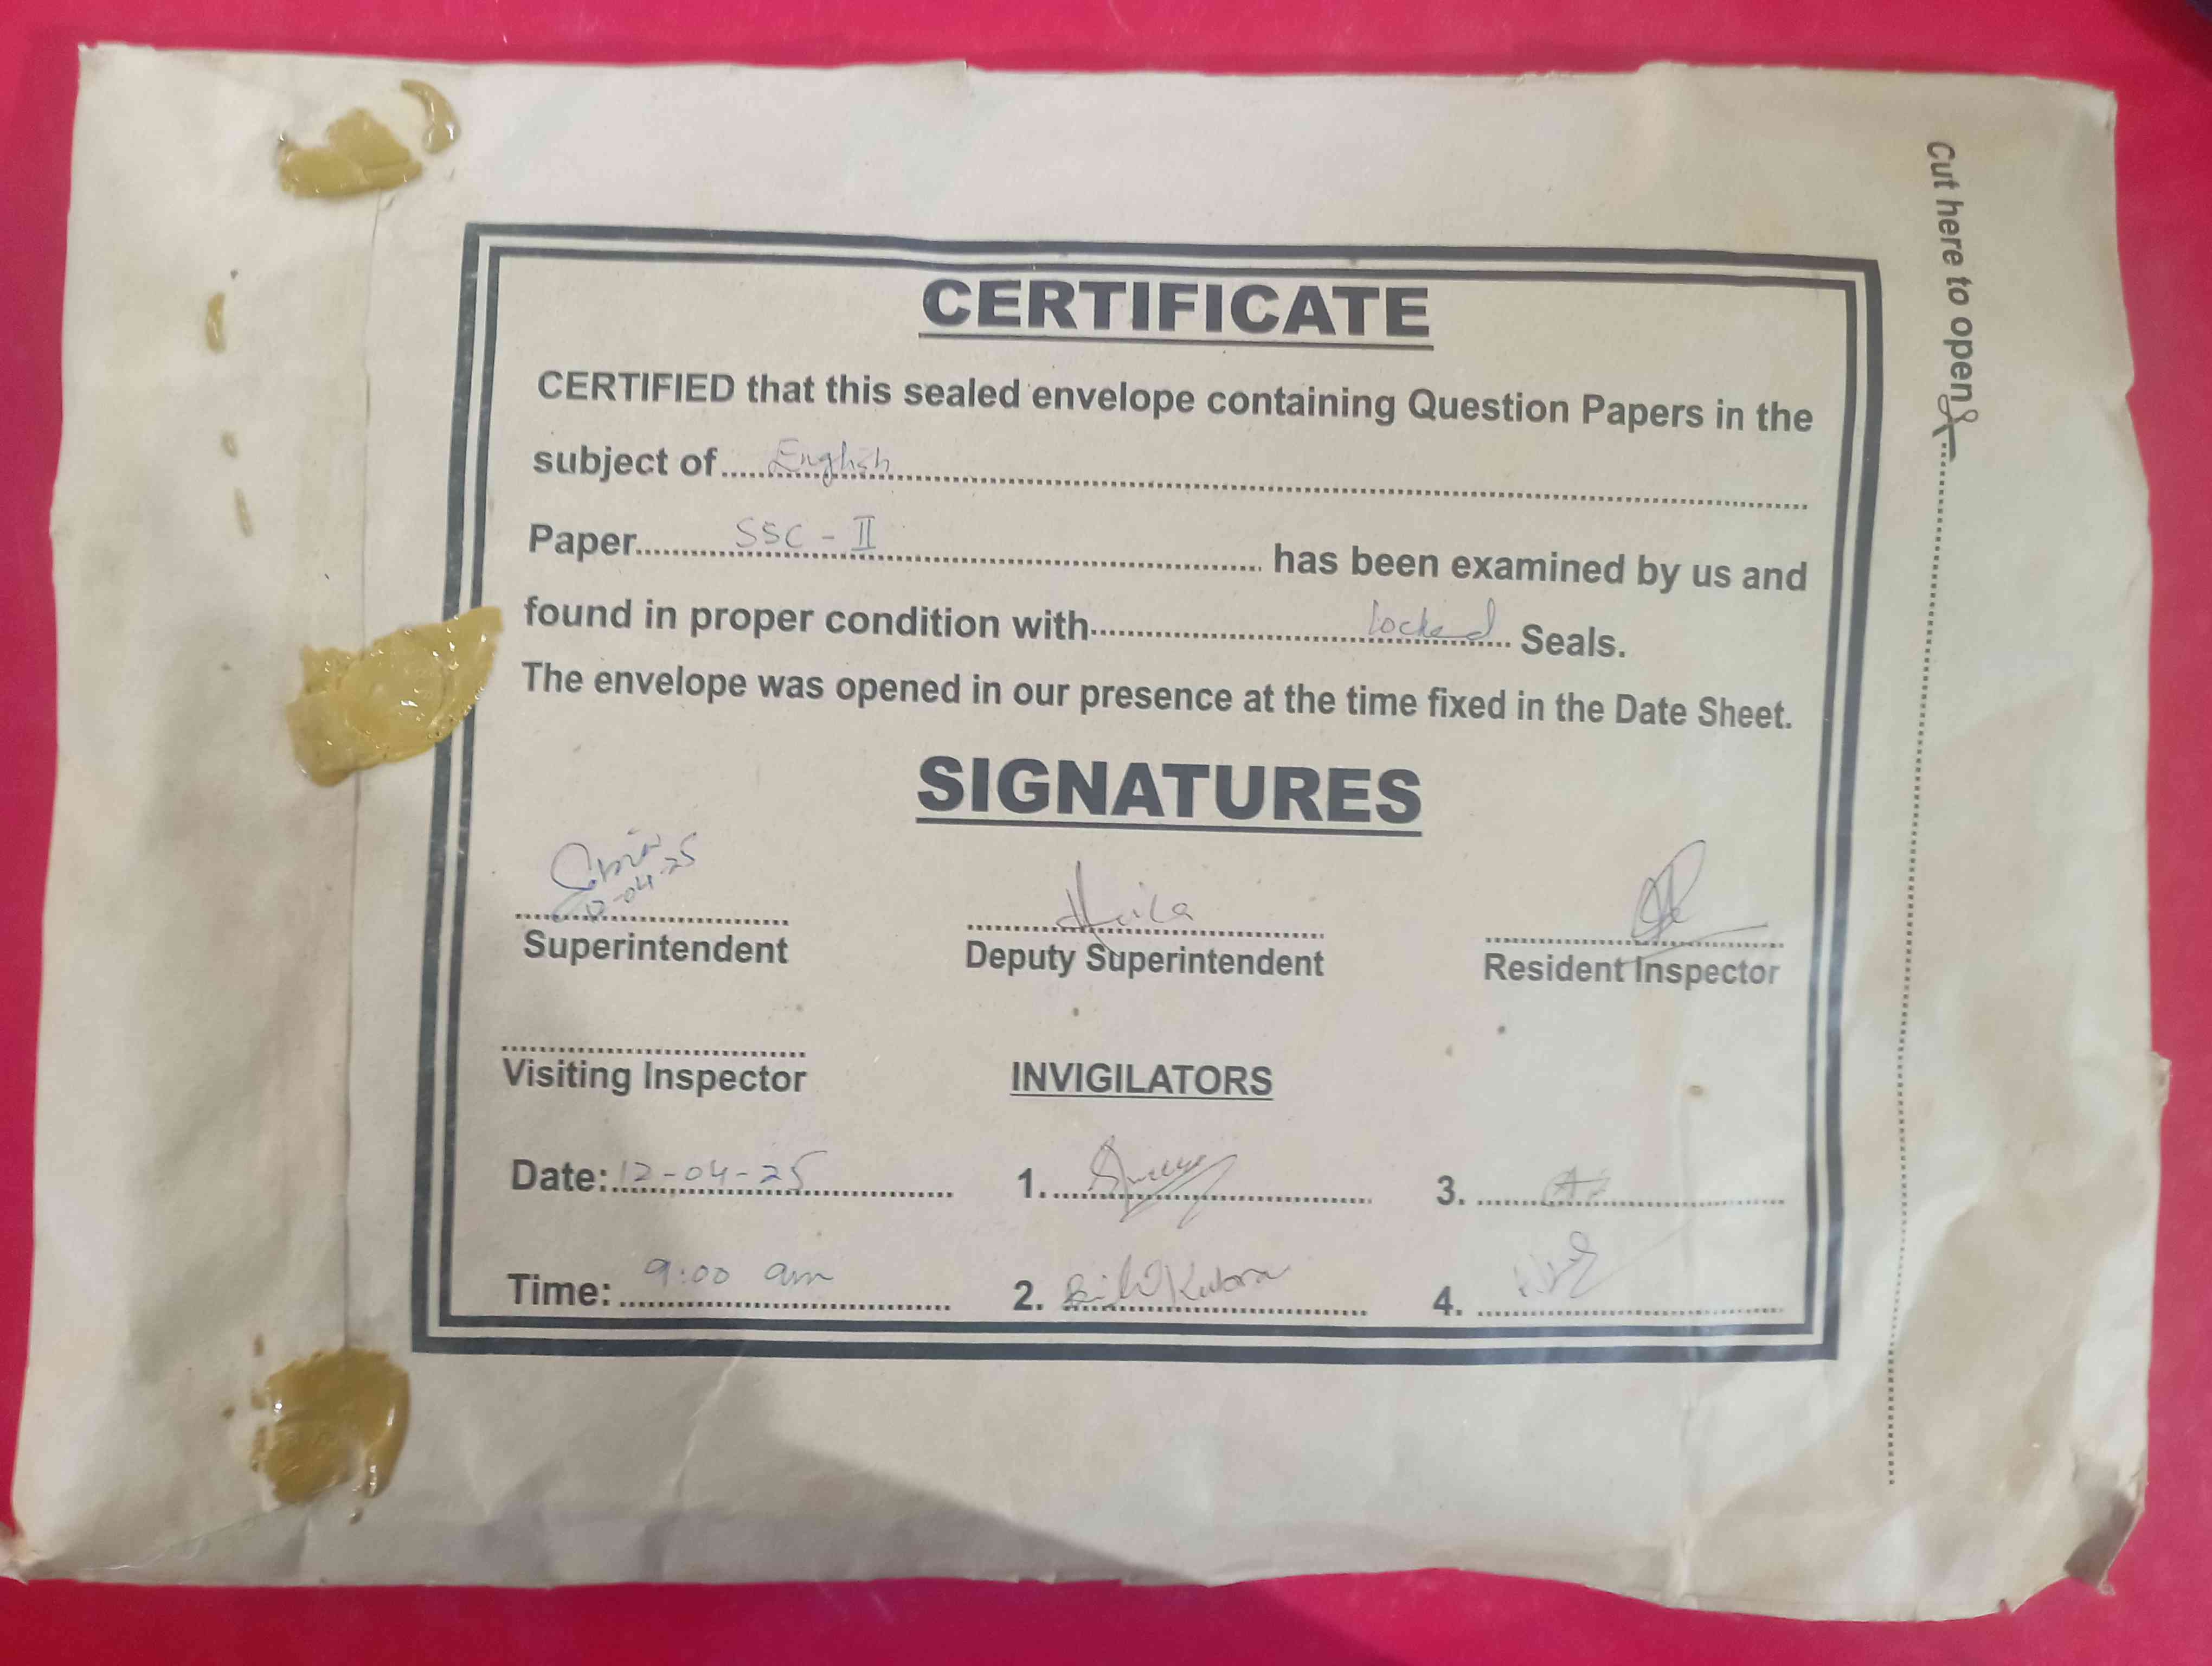 Cut here to open
CERTIFICATE
CERTIFIED that this sealed envelope containing Question Papers in the
subject of.....English.....
Paper.....SSC - II..... has been examined by us and
found in proper condition with.....Locked..... Seals.
The envelope was opened in our presence at the time fixed in the Date Sheet.
SIGNATURES
12-04-25
Superintendent Deputy Superintendent Resident Inspector
Visiting Inspector INVIGILATORS
Date: 12-04-25 1. 3.
Time: 9:00 am 2. 4.